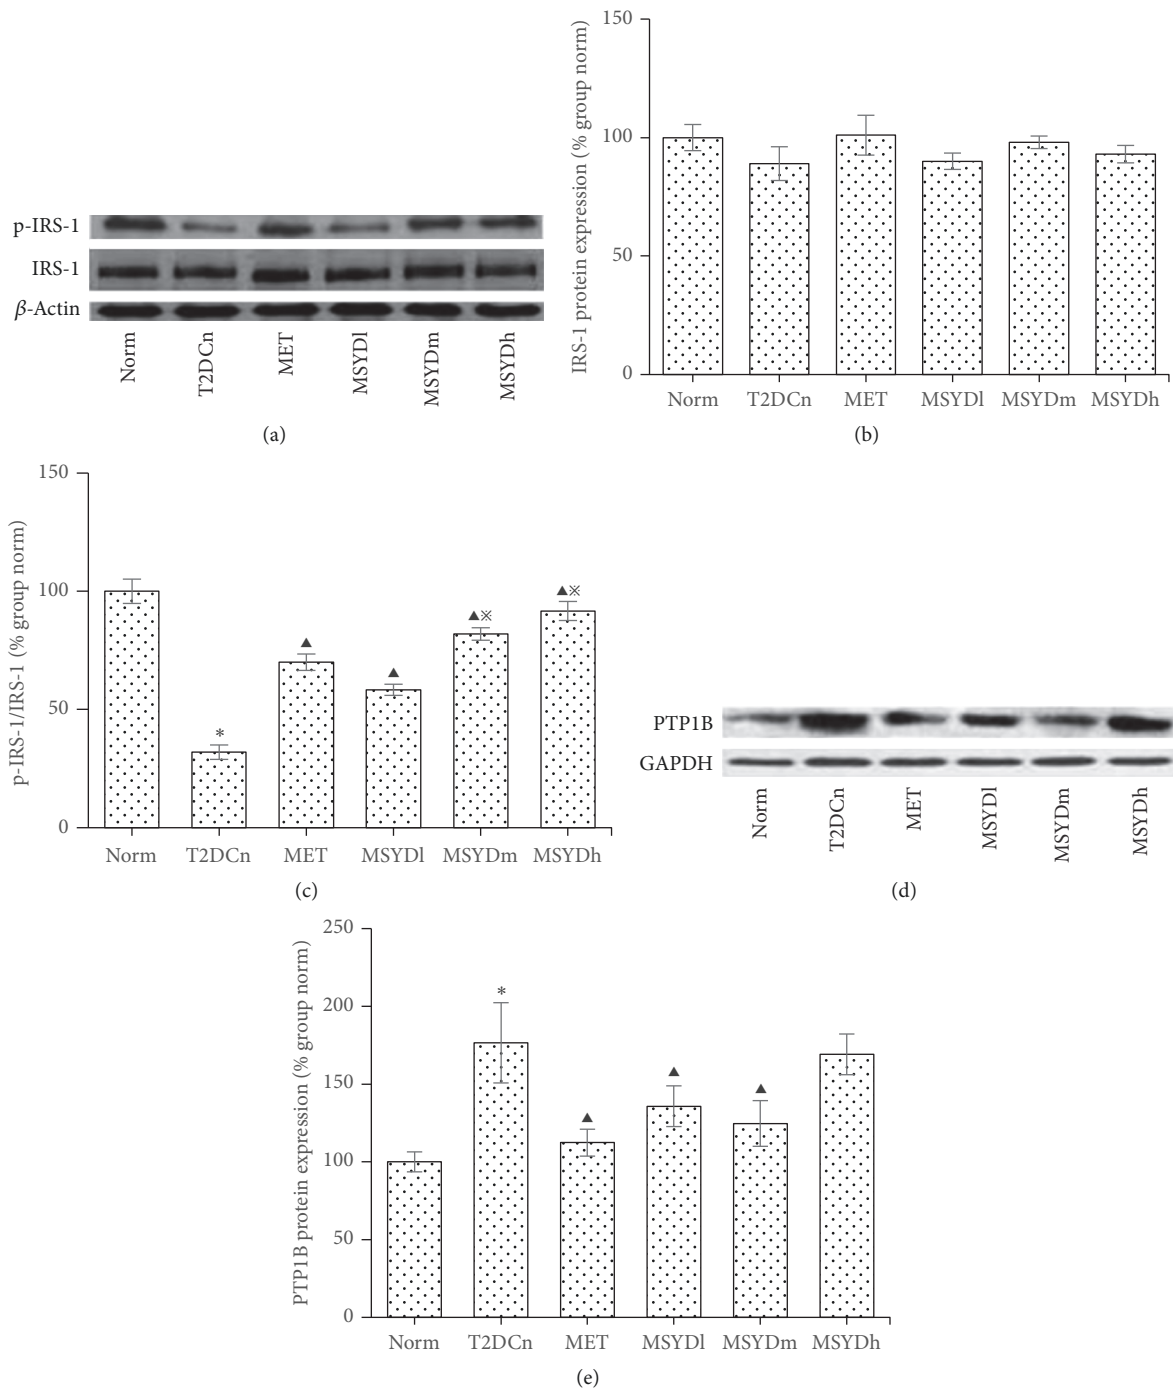 p-IRS-1
IRS-1
β-Actin
Norm
T2DCn
MET
MSYDl
MSYDm
MSYDh
(a)
IRS-1 protein expression (% group norm)
150
100
50
0
Norm
T2DCn
MET
MSYDl
MSYDm
MSYDh
(b)
p-IRS-1/IRS-1 (% group norm)
150
100
50
0
*
▲
▲
▲※
▲※
Norm
T2DCn
MET
MSYDl
MSYDm
MSYDh
(c)
PTP1B
GAPDH
Norm
T2DCn
MET
MSYDl
MSYDm
MSYDh
(d)
PTP1B protein expression (% group norm)
250
200
150
100
50
0
*
▲
▲
▲
Norm
T2DCn
MET
MSYDl
MSYDm
MSYDh
(e)